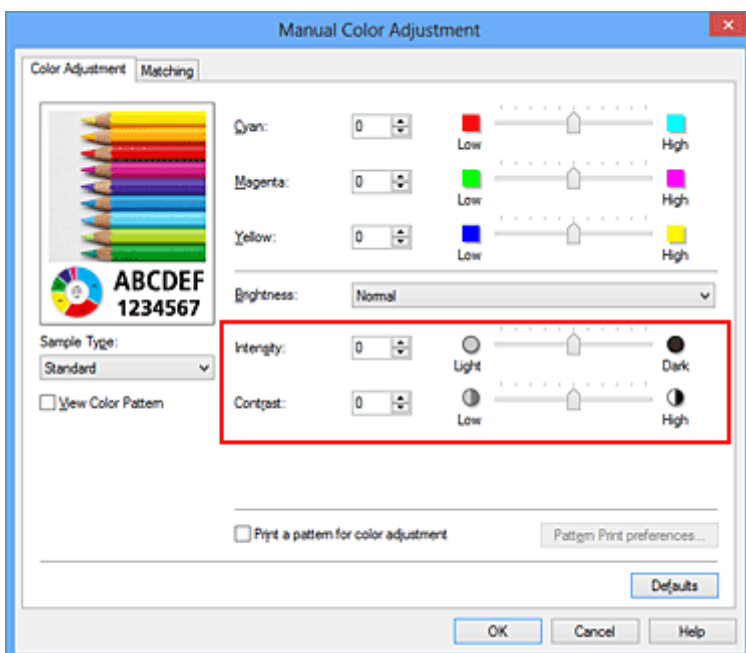 Manual Color Adjustment
Color Adjustment
Matching
Cyan: 0 Low High
Magenta: 0 Low High
Yellow: 0 Low High
ABCDEF
1234567
Brightness: Normal
Sample Type:
Standard
View Color Pattern
Intensity: 0 Light Dark
Contrast: 0 Low High
Print a pattern for color adjustment
Pattern Print preferences...
Defaults
OK Cancel Help